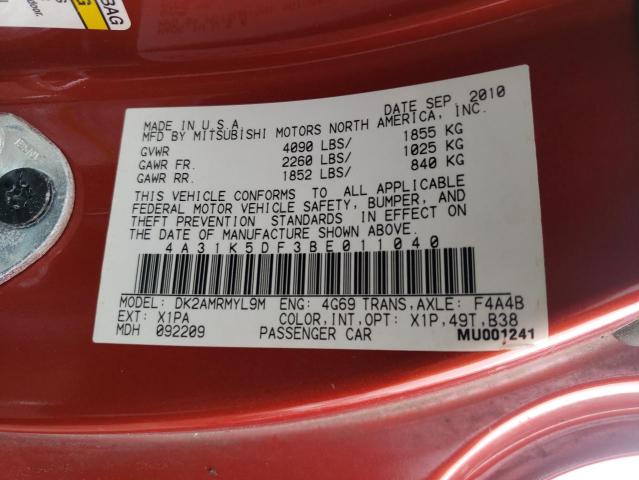 BAG
door.
DATE SEP. 2010
MADE IN U.S.A.
MFD BY MITSUBISHI MOTORS NORTH AMERICA, INC.
GVWR 4090 LBS/ 1855 KG
GAWR FR. 2260 LBS/ 1025 KG
GAWR RR. 1852 LBS/ 840 KG
THIS VEHICLE CONFORMS TO ALL APPLICABLE
FEDERAL MOTOR VEHICLE SAFETY, BUMPER, AND
THEFT PREVENTION STANDARDS IN EFFECT ON
THE DATE OF MANUFACTURE SHOWN ABOVE.
4A31K5DF3BE011040
MODEL: DK2AMRMYL9M ENG: 4G69 TRANS,AXLE: F4A4B
EXT: X1PA COLOR,INT,OPT: X1P,49T,B38
MDH 092209 PASSENGER CAR MU001241